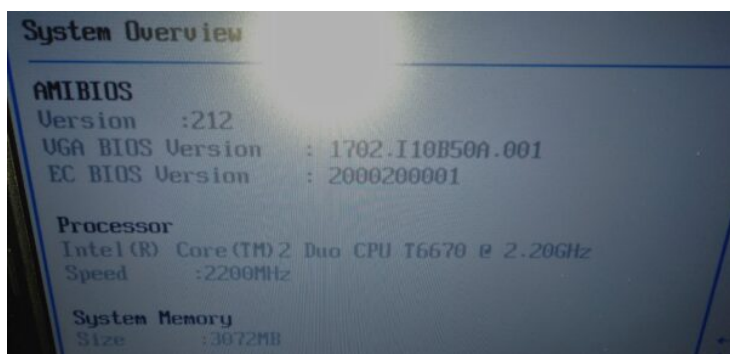 System Overview
AMIBIOS
Version :212
VGA BIOS Version : 1702.I10B50A.001
EC BIOS Version : 2000200001
Processor
Intel(R) Core(TM)2 Duo CPU T6670 @ 2.20GHz
Speed :2200MHz
System Memory
Size :3072MB